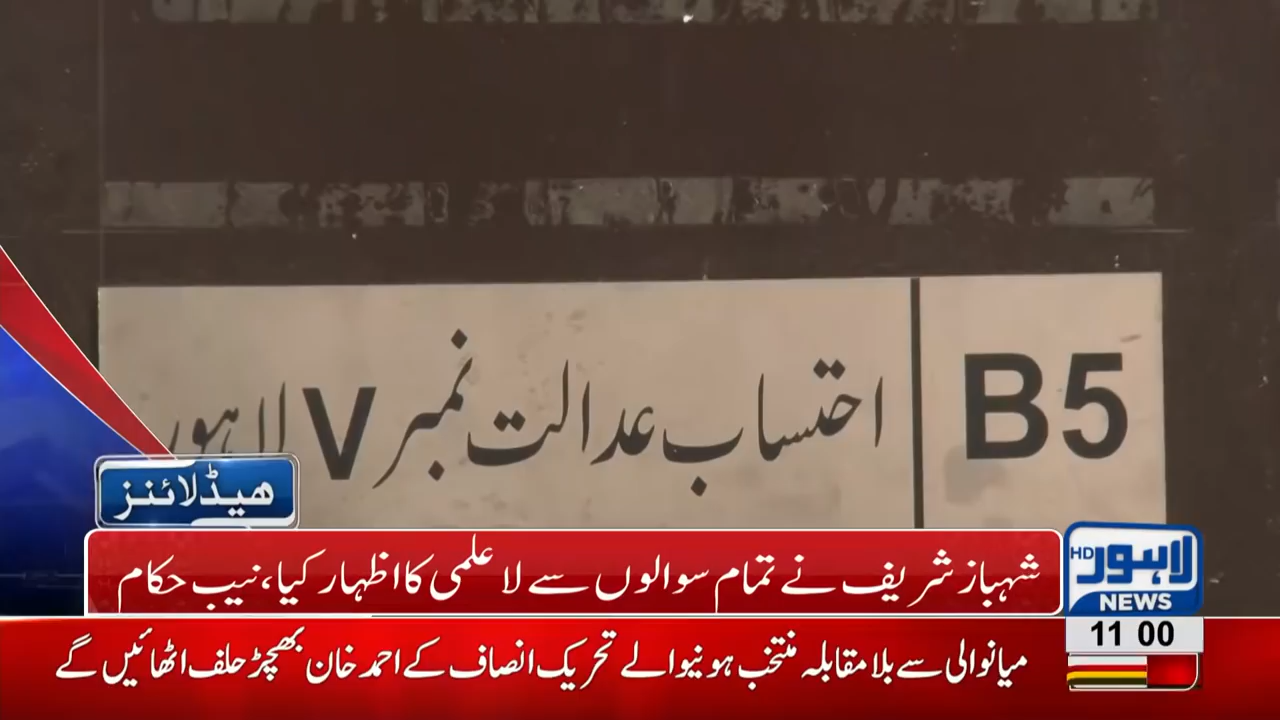 احتساب عدالت نمبر V لاہور B5
ہیڈلائنز
شہباز شریف نے تمام سوالوں سے لاعلمی کا اظہار کیا، نیب حکام
لاہور HD
NEWS
11 00
میانوالی سے بلامقابلہ منتخب ہونیوالے تحریک انصاف کے احمد خان بھچڑ حلف اٹھائیں گے